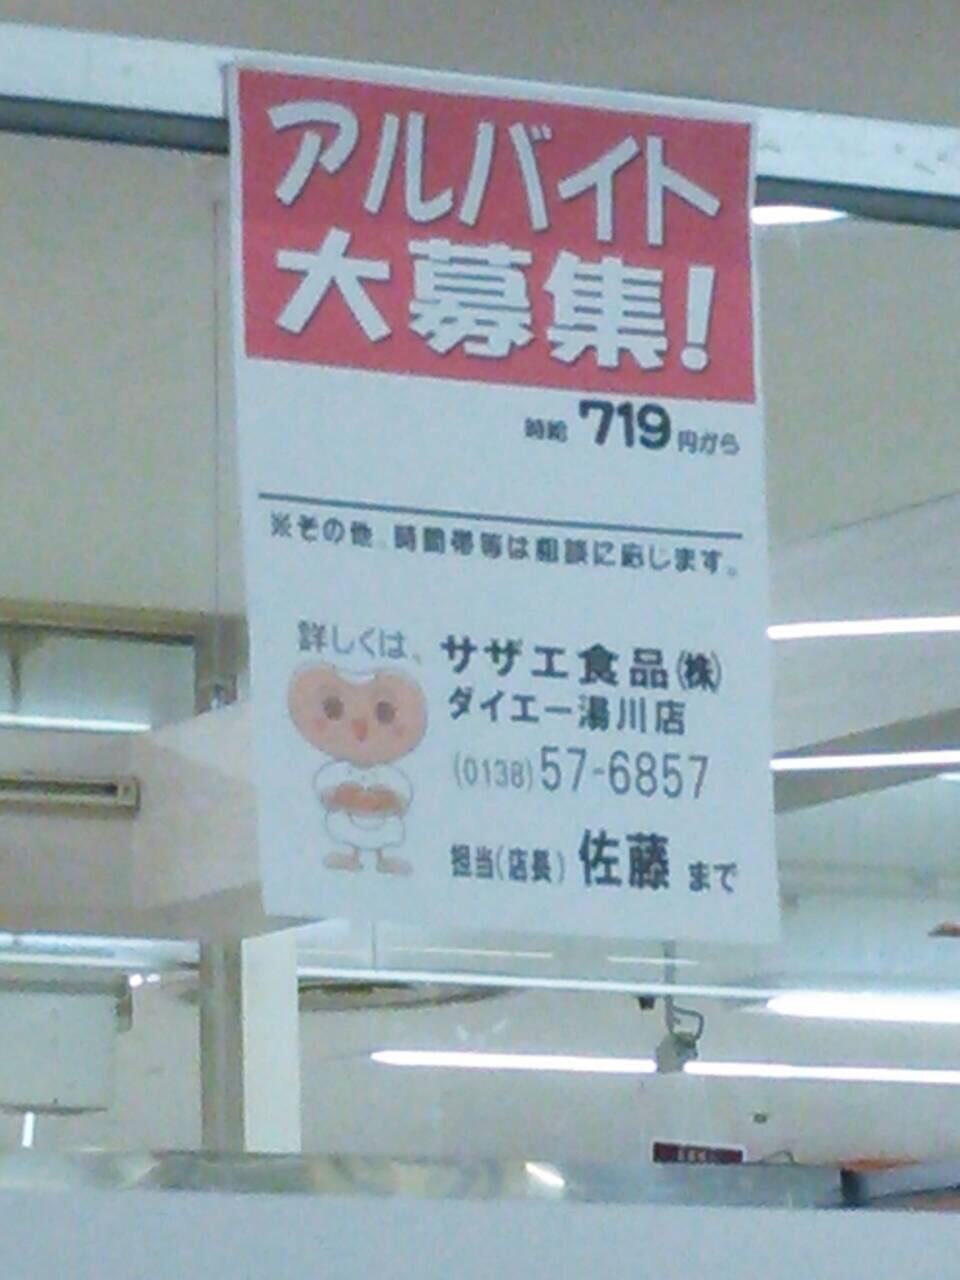 アルバイト
大募集!
時給 719 円から
※その他、時間帯等は相談に応じます。
詳しくは、サザエ食品(株)
ダイエー湯川店
(0138)57-6857
担当(店長) 佐藤 まで